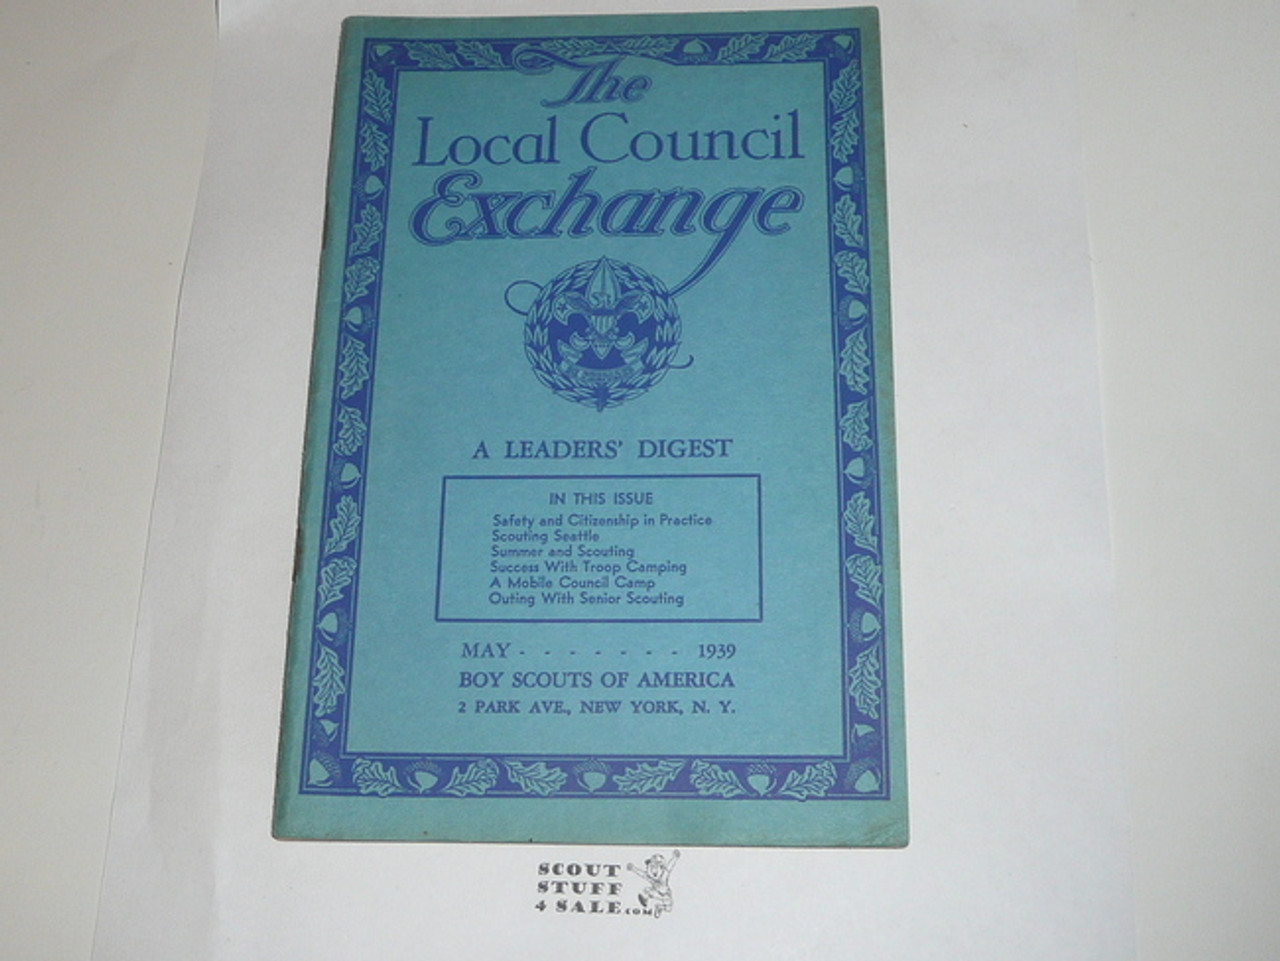 The
Local Council
Exchange
A LEADERS' DIGEST
IN THIS ISSUE
Safety and Citizenship in Practice
Scouting Seattle
Summer and Scouting
Success With Troop Camping
A Mobile Council Camp
Outing With Senior Scouting
MAY - - - - - - - 1939
BOY SCOUTS OF AMERICA
2 PARK AVE., NEW YORK, N. Y.
SCOUT
STUFF
4 SALE.COM